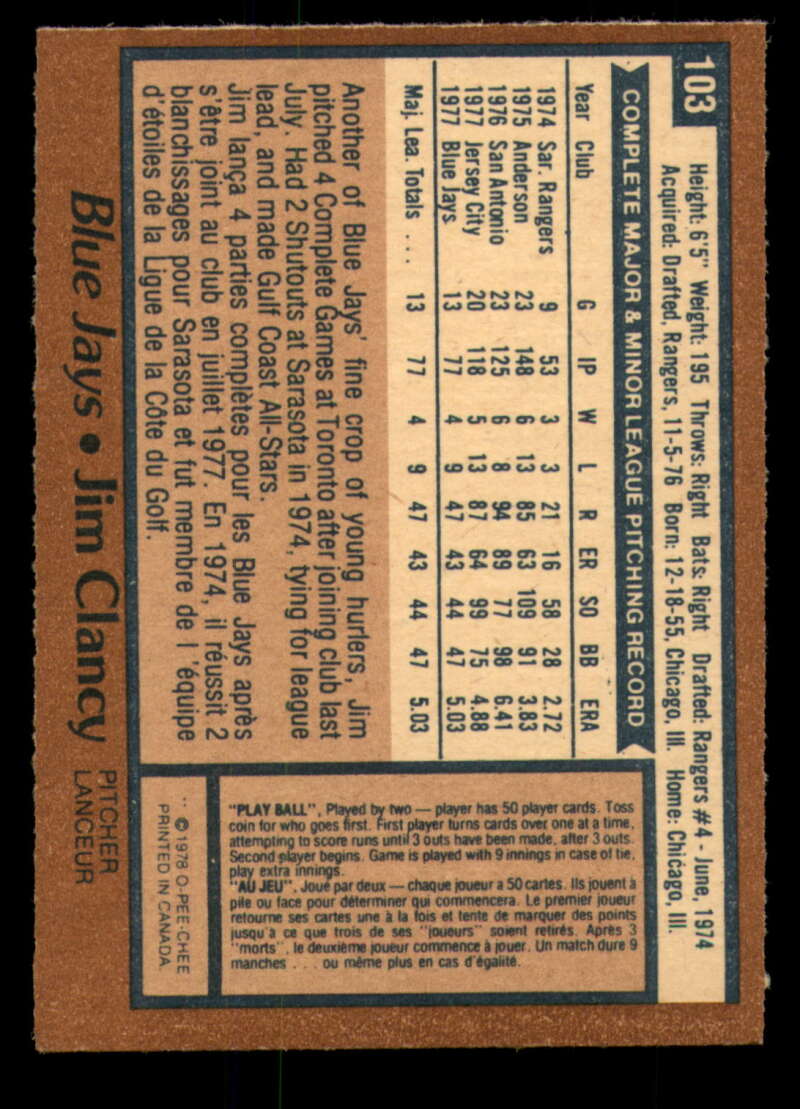 103
Height: 6'5" Weight: 195 Throws: Right Bats: Right Drafted: Rangers #4 - June, 1974
Acquired: Drafted, Rangers, 11-5-76 Born: 12-18-55, Chicago, Ill. Home: Chicago, Ill.
COMPLETE MAJOR & MINOR LEAGUE PITCHING RECORD
Year Club G IP W L R ER SO BB ERA
1974 Sar. Rangers 9 53 3 3 21 16 58 28 2.72
1975 Anderson 23 148 6 13 85 63 109 91 3.83
1976 San Antonio 23 125 6 8 94 89 77 98 6.41
1977 Jersey City 20 118 5 13 87 64 99 75 4.88
1977 Blue Jays 13 77 4 9 47 43 44 47 5.03
Maj. Lea. Totals .... 13 77 4 9 47 43 44 47 5.03
Another of Blue Jays' fine crop of young hurlers, Jim
pitched 4 Complete Games at Toronto after joining club last
July. Had 2 Shutouts at Sarasota in 1974, tying for league
lead, and made Gulf Coast All-Stars.
Jim lança 4 parties complètes pour les Blue Jays après
s'être joint au club en juillet 1977. En 1974, il réussit 2
blanchissages pour Sarasota et fut membre de l 'équipe
d'étoiles de la Ligue de la Côte du Golf.
"PLAY BALL", Played by two — player has 50 player cards. Toss
coin for who goes first. First player turns cards over one at a time,
attempting to score runs until 3 outs have been made, after 3 outs.
Second player begins. Game is played with 9 innings in case of tie,
play extra innings.
"AU JEU", Joué par deux — chaque joueur a 50 cartes. Ils jouent à
pile ou face pour déterminer qui commencera. Le premier joueur
retourne ses cartes une à la fois et tente de marquer des points
jusqu'à ce que trois de ses "joueurs" soient retirés. Après 3
"morts", le deuxième joueur commence à jouer. Un match dure 9
manches . . . ou même plus en cas d'égalité.
© 1978 O-PEE-CHEE
PRINTED IN CANADA
Blue Jays • Jim Clancy PITCHER
LANCEUR